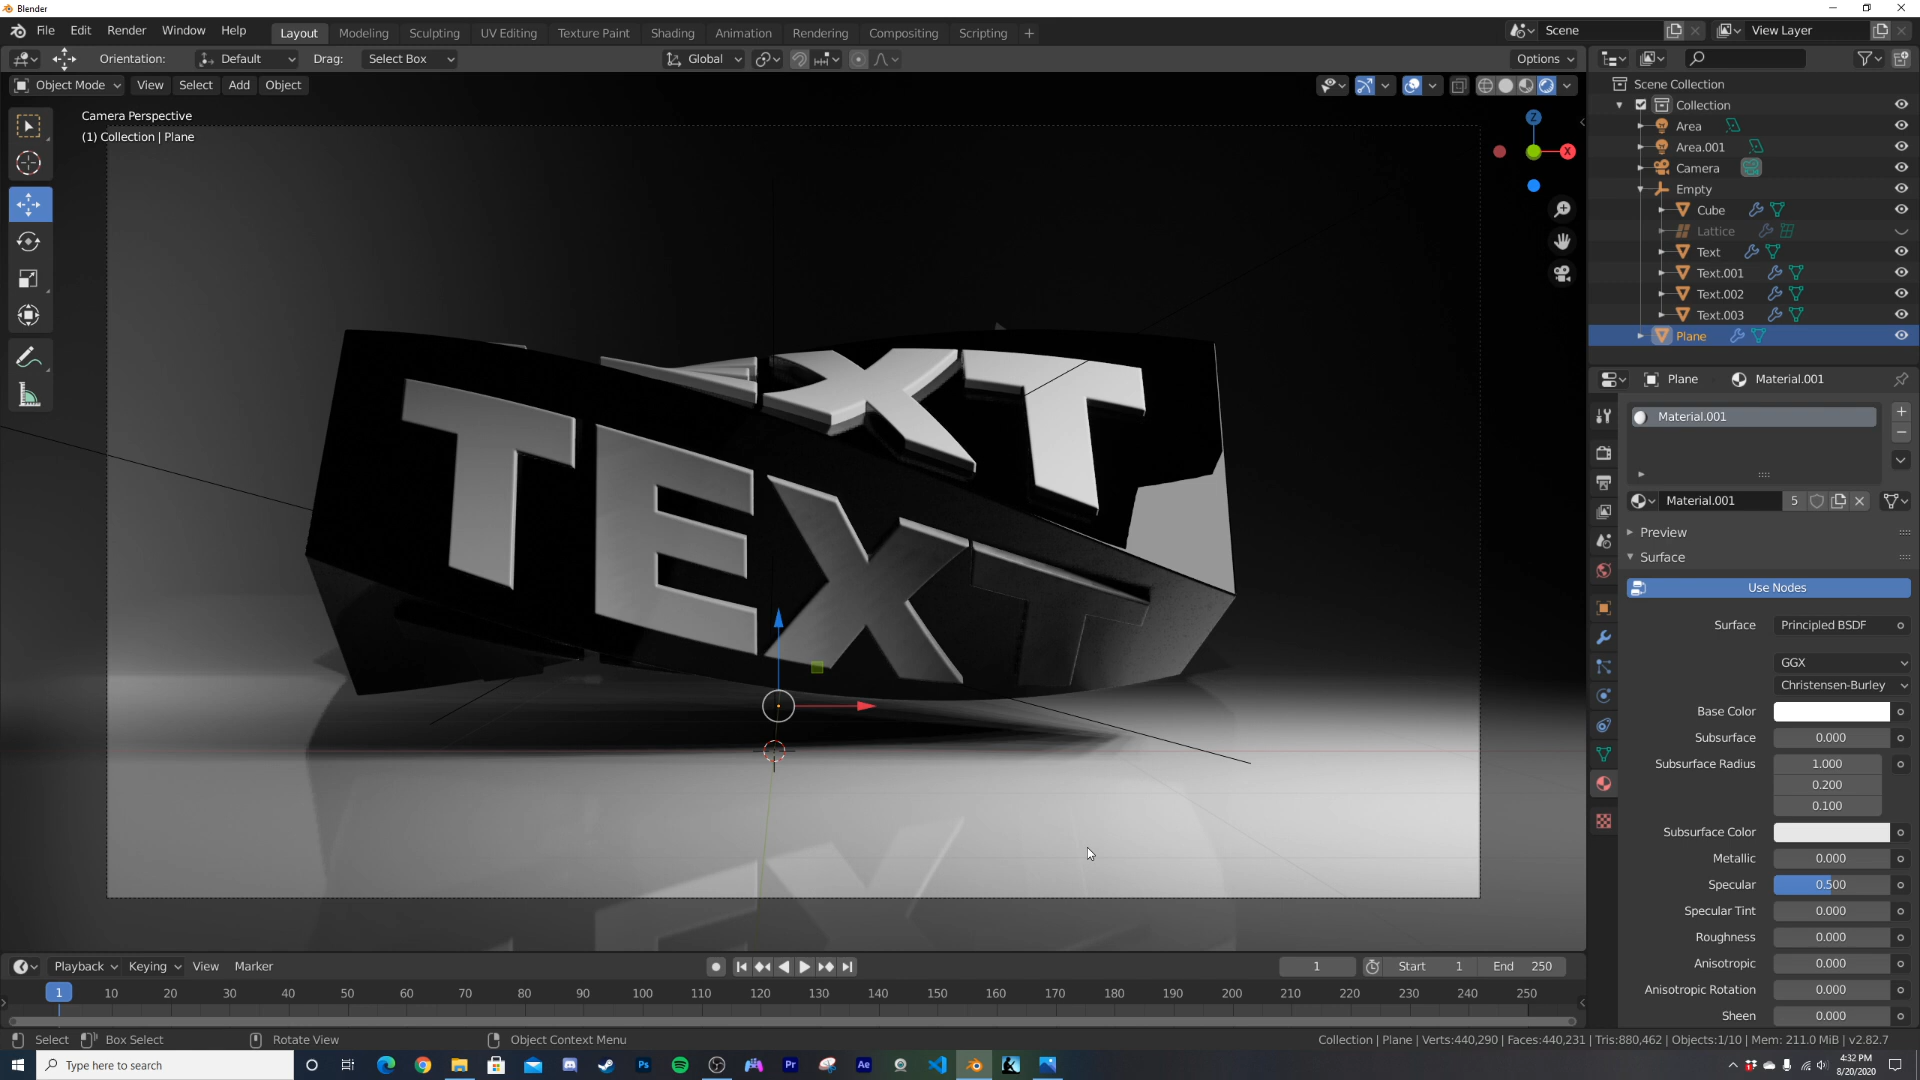 Blender
File Edit Render Window Help Layout Modeling Sculpting UV Editing Texture Paint Shading Animation Rendering Compositing Scripting + Scene View Layer
Orientation: Default Drag: Select Box Global Options
Object Mode View Select Add Object
Camera Perspective
(1) Collection | Plane
Z
X
TEXT
TEXT
Scene Collection
Collection
Area
Area.001
Camera
Empty
Cube
Lattice
Text
Text.001
Text.002
Text.003
Plane
Plane Material.001
Material.001
Material.001 5
Preview
Surface
Use Nodes
Surface Principled BSDF
GGX
Christensen-Burley
Base Color
Subsurface 0.000
Subsurface Radius 1.000
0.200
0.100
Subsurface Color
Metallic 0.000
Specular 0.500
Specular Tint 0.000
Roughness 0.000
Anisotropic 0.000
Anisotropic Rotation 0.000
Sheen 0.000
Playback Keying View Marker 1 Start 1 End 250
1 10 20 30 40 50 60 70 80 90 100 110 120 130 140 150 160 170 180 190 200 210 220 230 240 250
Select Box Select Rotate View Object Context Menu Collection | Plane | Verts:440,290 | Faces:440,231 | Tris:880,462 | Objects:1/10 | Mem: 211.0 MiB | v2.82.7
Type here to search Ps Pr Ae 4:32 PM
8/20/2020